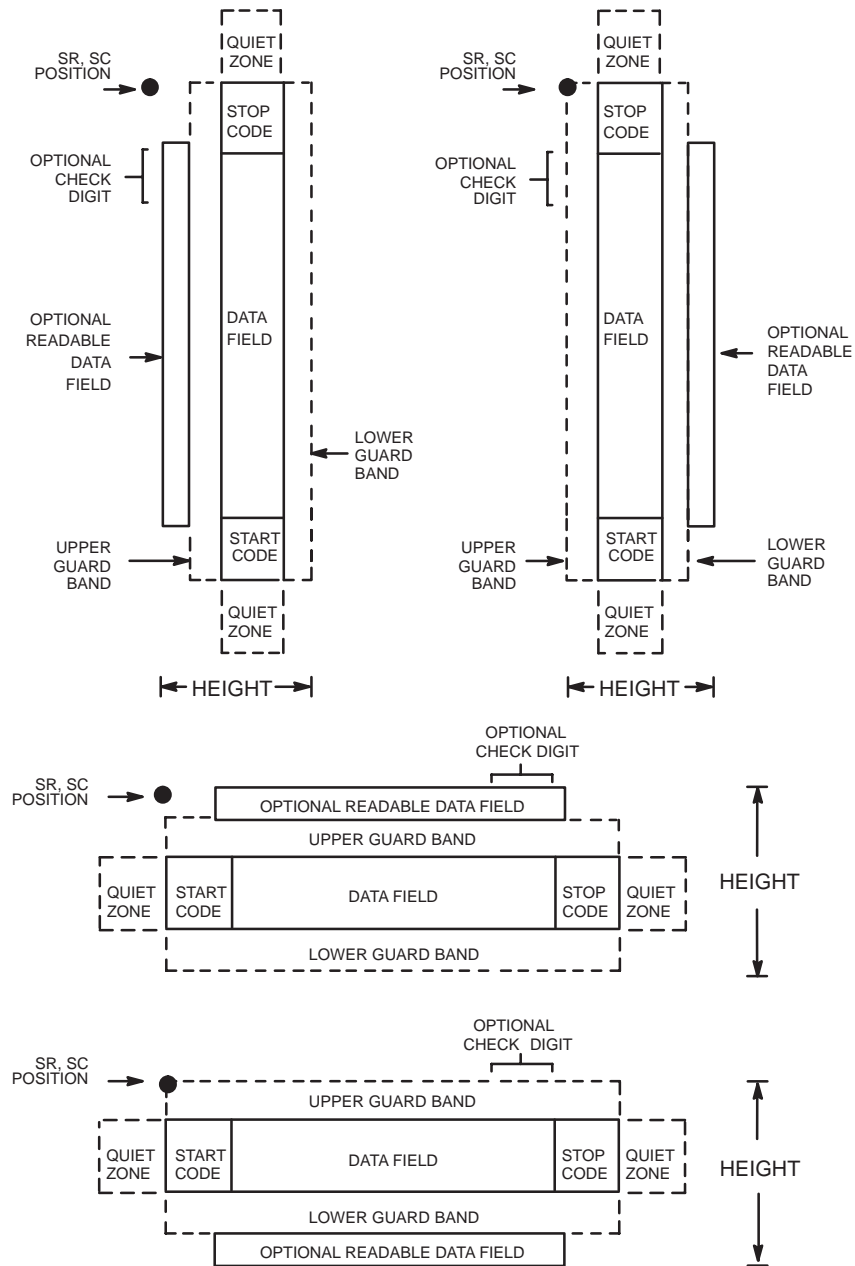 QUIET
ZONE
SR, SC
POSITION
STOP
CODE
OPTIONAL
CHECK
DIGIT
OPTIONAL
READABLE
DATA
FIELD
DATA
FIELD
LOWER
GUARD
BAND
START
CODE
UPPER
GUARD
BAND
QUIET
ZONE
HEIGHT
QUIET
ZONE
SR, SC
POSITION
STOP
CODE
OPTIONAL
CHECK
DIGIT
DATA
FIELD
OPTIONAL
READABLE
DATA
FIELD
START
CODE
UPPER
GUARD
BAND
LOWER
GUARD
BAND
QUIET
ZONE
HEIGHT
OPTIONAL
CHECK DIGIT
SR, SC
POSITION
OPTIONAL READABLE DATA FIELD
UPPER GUARD BAND
QUIET
ZONE
START
CODE
DATA FIELD
STOP
CODE
QUIET
ZONE
HEIGHT
LOWER GUARD BAND
OPTIONAL
CHECK DIGIT
SR, SC
POSITION
UPPER GUARD BAND
QUIET
ZONE
START
CODE
DATA FIELD
STOP
CODE
QUIET
ZONE
HEIGHT
LOWER GUARD BAND
OPTIONAL READABLE DATA FIELD